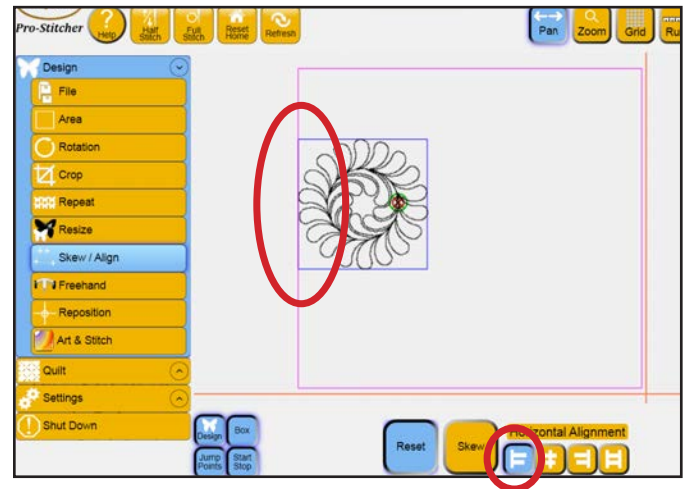 Pro-Stitcher
Help
Half Stitch
Full Stitch
Reset Home
Refresh
Pan
Zoom
Grid
Ru
Design
File
Area
Rotation
Crop
Repeat
Resize
Skew / Align
Freehand
Reposition
Art & Stitch
Quilt
Settings
Shut Down
Design
Box
Jump Points
Start Stop
Reset
Skew
Horizontal Alignment